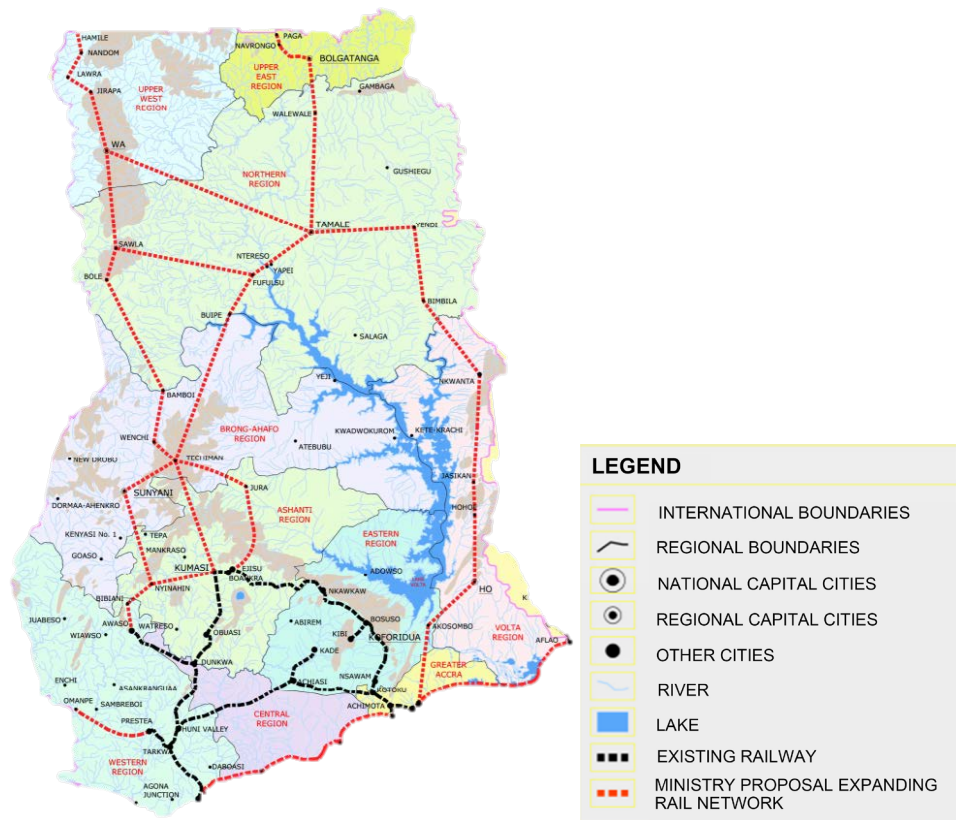 HAMILE
PAGA
NANDOM
NAVRONGO
BOLGATANGA
LAWRA
UPPER
EAST
REGION
JIRAPA
UPPER
WEST
REGION
GAMBAGA
WALEWALE
WA
GUSHIEGU
NORTHERN
REGION
TAMALE
YENDI
SAWLA
NTERESO
YAPEI
BOLE
FUFULSU
BIMBILA
BUIPE
SALAGA
YEJI
NKWANTA
BAMBOI
BRONG-AHAFO
REGION
KWADWOKUROM
KETE-KRACHI
WENCHI
ATEBUBU
TECHIMAN
JASIKAN
SUNYANI
JURA
DORMAA-AHENKRO
HOHOE
ASHANTI
REGION
KENYASI No. 1
TEPA
EASTERN
REGION
MANKRASO
GOASO
KUMASI
EJISU
BOANKRA
ADOWSO
NYINAHIN
NKAWKAW
HO
K
BIBIANI
JUABESO
AWASO
WATRESO
ABIREM
BOSUSO
AKOSOMBO
VOLTA
REGION
WIAWSO
OBUASI
KIBI
KOFORIDUA
AFLAO
KADE
DUNKWA
GREATER
ACCRA
ENCHI
NSAWAM
ASANKRANGUAA
ACHIASI
KOTOKU
OMANPE
SAMBREBOI
ACHIMOTA
PRESTEA
CENTRAL
REGION
HUNI VALLEY
TARKWA
WESTERN
REGION
DABOASI
AGONA
JUNCTION
LEGEND
INTERNATIONAL BOUNDARIES
REGIONAL BOUNDARIES
NATIONAL CAPITAL CITIES
REGIONAL CAPITAL CITIES
OTHER CITIES
RIVER
LAKE
EXISTING RAILWAY
MINISTRY PROPOSAL EXPANDING
RAIL NETWORK